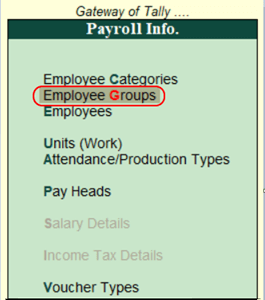 Gateway of Tally ....
Payroll Info.
Employee Categories
Employee Groups
Employees
Units (Work)
Attendance/Production Types
Pay Heads
Salary Details
Income Tax Details
Voucher Types